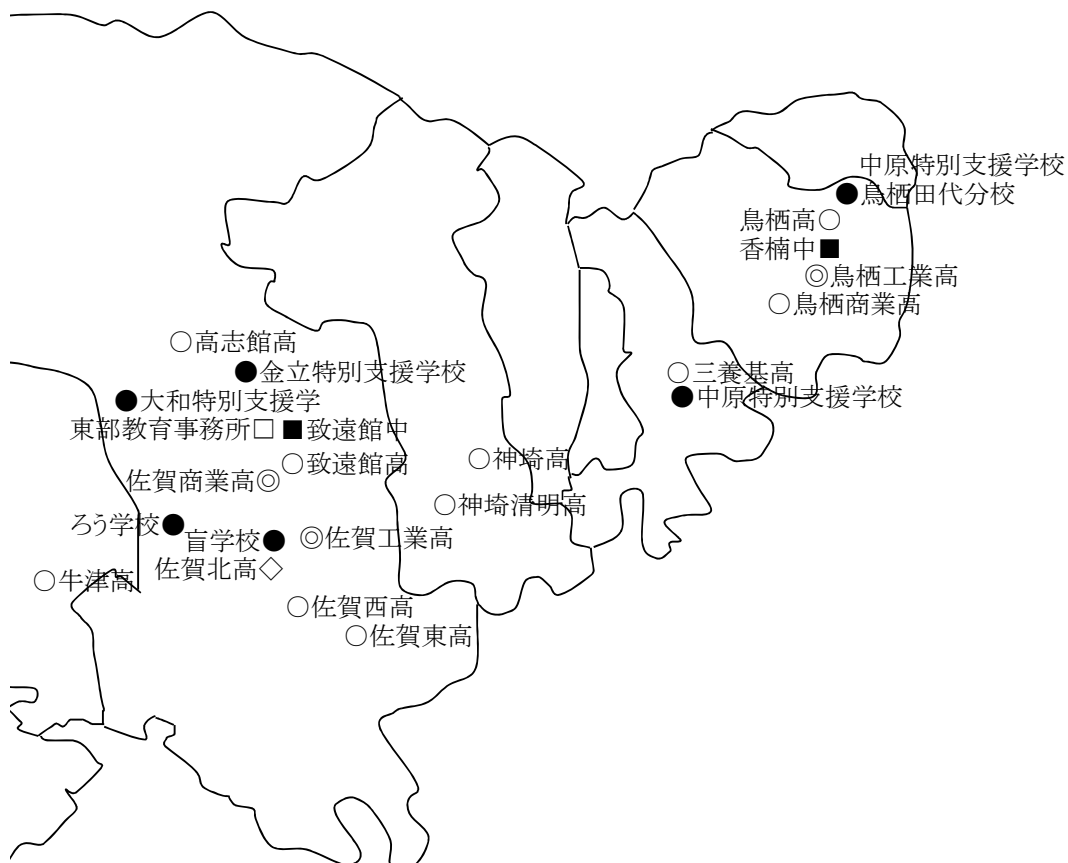 中原特別支援学校
●鳥栖田代分校
鳥栖高○
香楠中■
◎鳥栖工業高
○鳥栖商業高
○高志館高
●金立特別支援学校
○三養基高
●中原特別支援学校
●大和特別支援学
東部教育事務所□
■致遠館中
○致遠館高
○神埼高
佐賀商業高◎
○神埼清明高
ろう学校●
盲学校●
◎佐賀工業高
佐賀北高◇
○牛津高
○佐賀西高
○佐賀東高